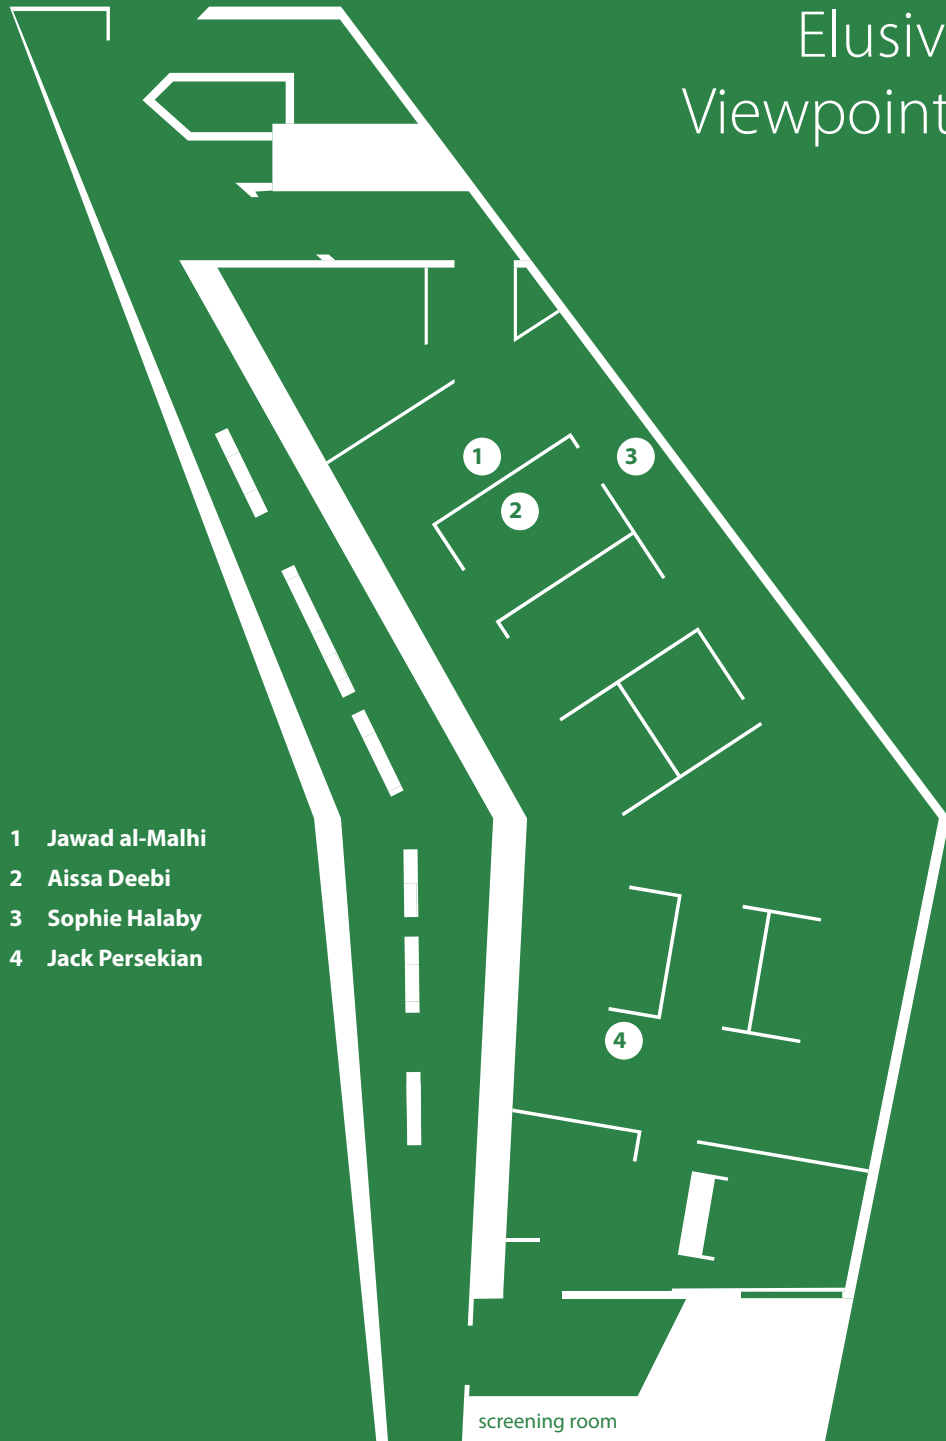 Elusiv
Viewpoint
1
3
2
1 Jawad al-Malhi
2 Aissa Deebi
3 Sophie Halaby
4 Jack Persekian
4
screening room